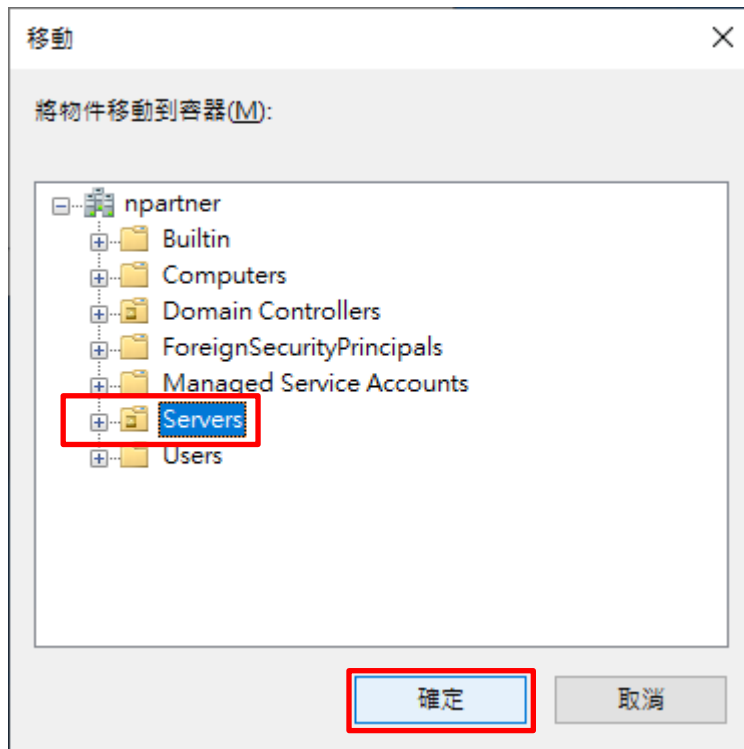 移動
將物件移動到容器(M):
npartner
Builtin
Computers
Domain Controllers
ForeignSecurityPrincipals
Managed Service Accounts
Servers
Users
確定
取消